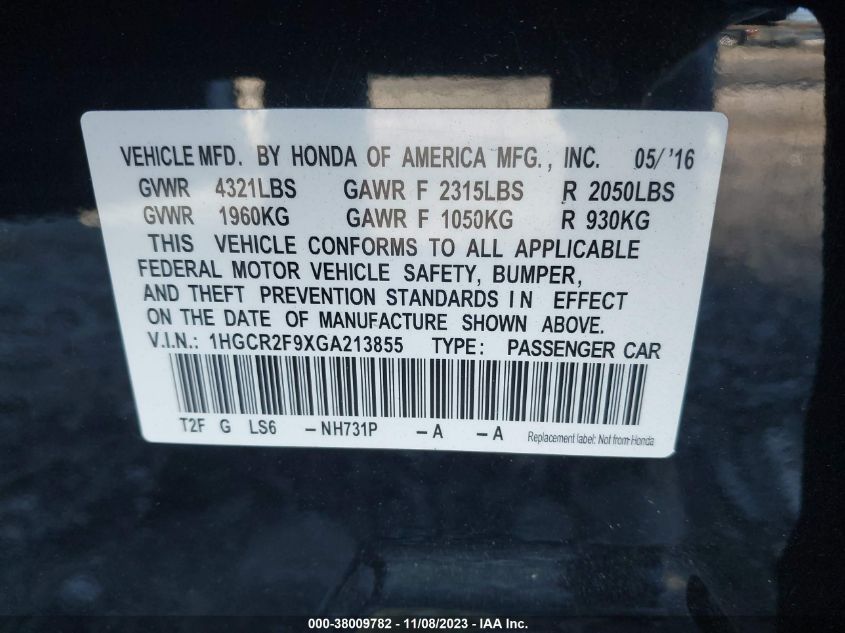 VEHICLE MFD. BY HONDA OF AMERICA MFG., INC. 05/ '16
GVWR 4321LBS GAWR F 2315LBS R 2050LBS
GVWR 1960KG GAWR F 1050KG R 930KG
THIS VEHICLE CONFORMS TO ALL APPLICABLE
FEDERAL MOTOR VEHICLE SAFETY, BUMPER,
AND THEFT PREVENTION STANDARDS IN EFFECT
ON THE DATE OF MANUFACTURE SHOWN ABOVE.
V.I.N.: 1HGCR2F9XGA213855 TYPE: PASSENGER CAR
T2F G LS6 –NH731P –A –A Replacement label: Not from Honda
000-38009782 - 11/08/2023 - IAA Inc.